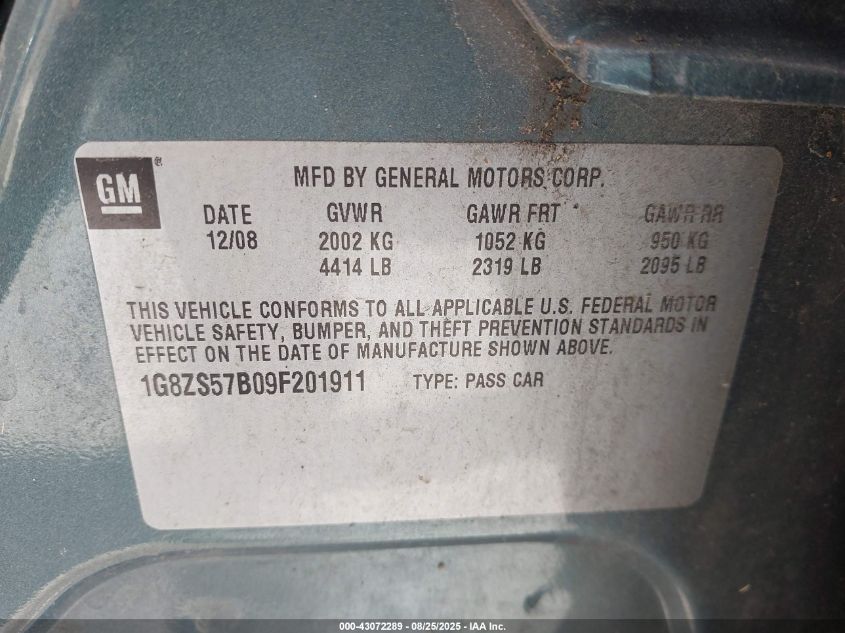 GM®
MFD BY GENERAL MOTORS CORP.
DATE GVWR GAWR FRT GAWR RR
12/08 2002 KG 1052 KG 950 KG
4414 LB 2319 LB 2095 LB
THIS VEHICLE CONFORMS TO ALL APPLICABLE U.S. FEDERAL MOTOR
VEHICLE SAFETY, BUMPER, AND THEFT PREVENTION STANDARDS IN
EFFECT ON THE DATE OF MANUFACTURE SHOWN ABOVE.
1G8ZS57B09F201911 TYPE: PASS CAR
000-43072289 - 08/25/2025 - IAA Inc.